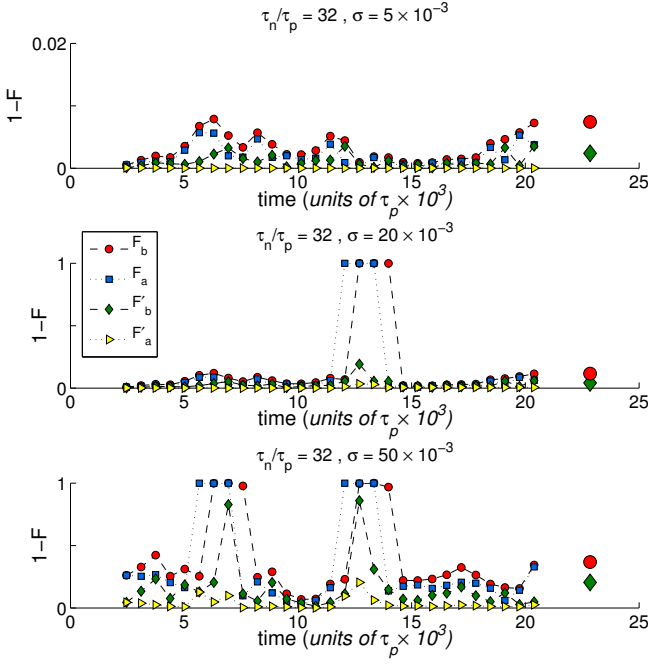 τn/τp = 32 , σ = 5 × 10⁻³
0.02
1−F
0
0 5 10 15 20 25
time (units of τp × 10³)
τn/τp = 32 , σ = 20 × 10⁻³
Fb
Fa
F′b
F′a
1
1−F
0
0 5 10 15 20 25
time (units of τp × 10³)
τn/τp = 32 , σ = 50 × 10⁻³
1
1−F
0
0 5 10 15 20 25
time (units of τp × 10³)